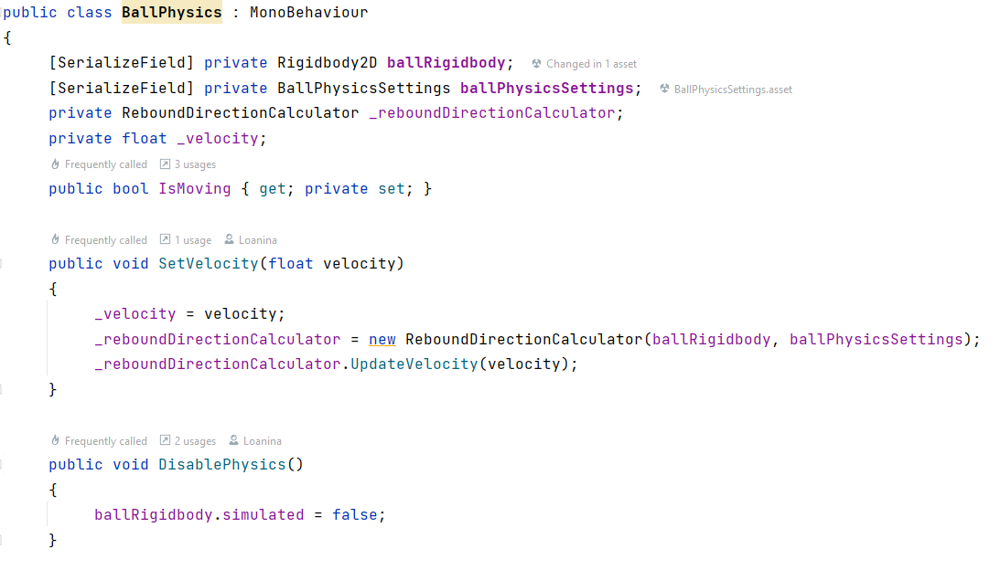 public class BallPhysics : MonoBehaviour
{
[SerializeField] private Rigidbody2D ballRigidbody; Changed in 1 asset
[SerializeField] private BallPhysicsSettings ballPhysicsSettings; BallPhysicsSettings.asset
private ReboundDirectionCalculator _reboundDirectionCalculator;
private float _velocity;
Frequently called 3 usages
public bool IsMoving { get; private set; }
Frequently called 1 usage Loanina
public void SetVelocity(float velocity)
{
_velocity = velocity;
_reboundDirectionCalculator = new ReboundDirectionCalculator(ballRigidbody, ballPhysicsSettings);
_reboundDirectionCalculator.UpdateVelocity(velocity);
}
Frequently called 2 usages Loanina
public void DisablePhysics()
{
ballRigidbody.simulated = false;
}